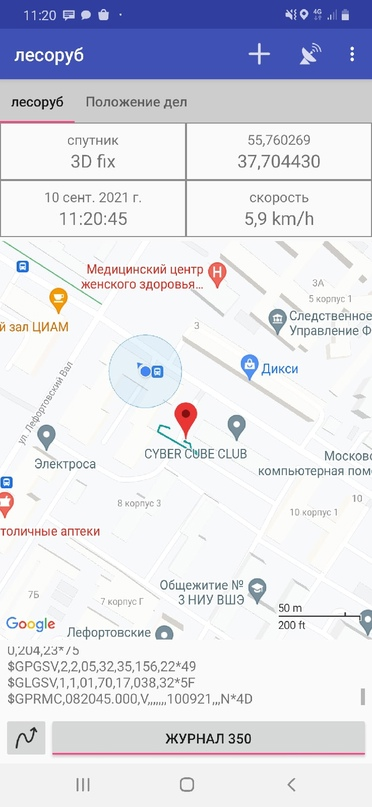 11:20
4G
лесоруб
лесоруб
Положение дел
спутник
3D fix
55,760269
37,704430
10 сент. 2021 г.
11:20:45
скорость
5,9 km/h
Медицинский центр
женского здоровья...
3А
5 корпус 1
Следственное
Управление Ф
й зал ЦИАМ
3
Дикси
ул. Лефортовский Вал
Электроса
CYBER CUBE CLUB
Московс
компьютерная пом
8 корпус 3
10
10 корпус 1
толичные аптеки
Общежитие №
3 НИУ ВШЭ
7Б
7 корпус Г
50 m
200 ft
Google
Лефортовские
0,204,23*75
$GPGSV,2,2,05,32,35,156,22*49
$GLGSV,1,1,01,70,17,038,32*5F
$GPRMC,082045.000,V,,,,,,,100921,,,N*4D
ЖУРНАЛ 350